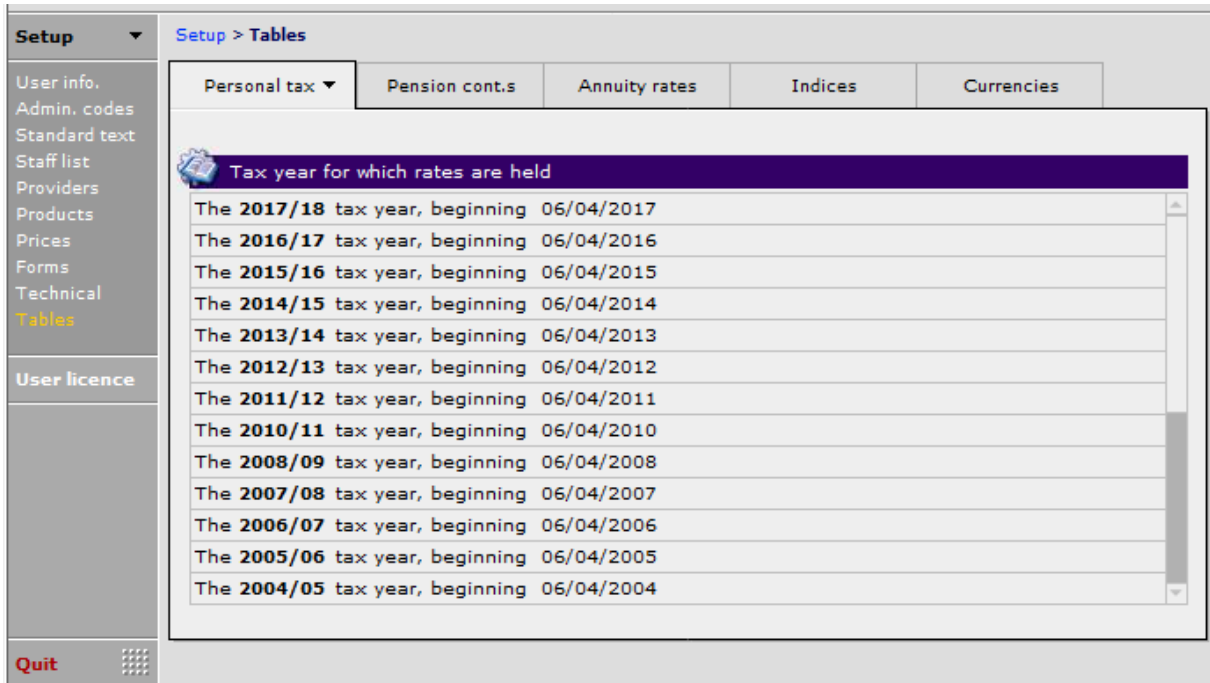 Setup
Setup > Tables
User info.
Admin. codes
Standard text
Staff list
Providers
Products
Prices
Forms
Technical
Tables
User licence
Quit
Personal tax
Pension cont.s
Annuity rates
Indices
Currencies
Tax year for which rates are held
The 2017/18 tax year, beginning 06/04/2017
The 2016/17 tax year, beginning 06/04/2016
The 2015/16 tax year, beginning 06/04/2015
The 2014/15 tax year, beginning 06/04/2014
The 2013/14 tax year, beginning 06/04/2013
The 2012/13 tax year, beginning 06/04/2012
The 2011/12 tax year, beginning 06/04/2011
The 2010/11 tax year, beginning 06/04/2010
The 2008/09 tax year, beginning 06/04/2008
The 2007/08 tax year, beginning 06/04/2007
The 2006/07 tax year, beginning 06/04/2006
The 2005/06 tax year, beginning 06/04/2005
The 2004/05 tax year, beginning 06/04/2004